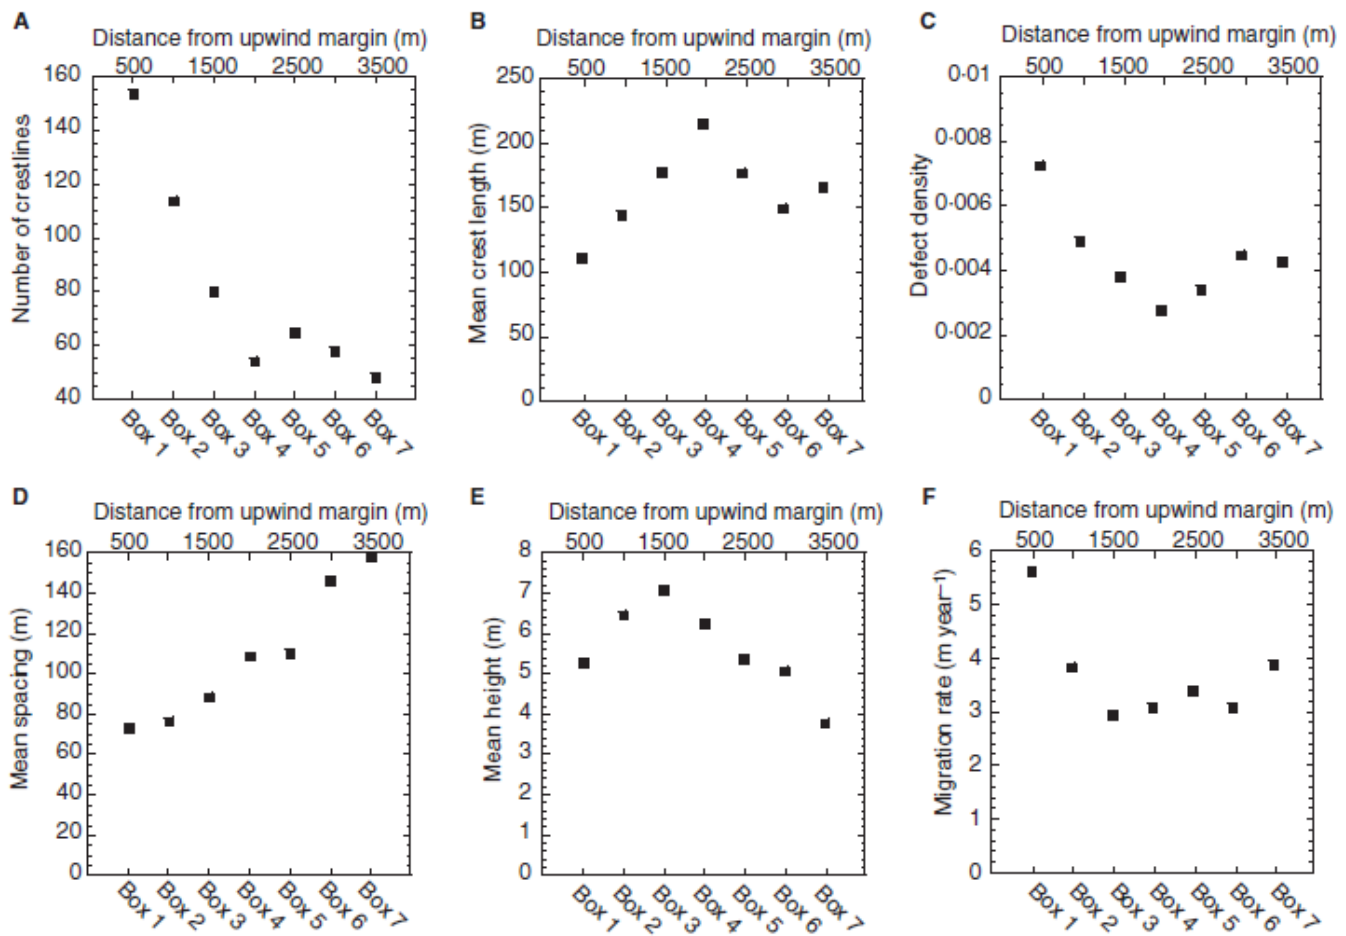 A
Distance from upwind margin (m)
500 1500 2500 3500
160
140
120
100
80
60
40
Number of crestlines
Box 1
Box 2
Box 3
Box 4
Box 5
Box 6
Box 7
B
Distance from upwind margin (m)
500 1500 2500 3500
250
200
150
100
50
0
Mean crest length (m)
Box 1
Box 2
Box 3
Box 4
Box 5
Box 6
Box 7
C
Distance from upwind margin (m)
500 1500 2500 3500
0·01
0·008
0·006
0·004
0·002
0
Defect density
Box 1
Box 2
Box 3
Box 4
Box 5
Box 6
Box 7
D
Distance from upwind margin (m)
500 1500 2500 3500
160
140
120
100
80
60
40
20
0
Mean spacing (m)
Box 1
Box 2
Box 3
Box 4
Box 5
Box 6
Box 7
E
Distance from upwind margin (m)
500 1500 2500 3500
8
7
6
5
4
3
2
1
0
Mean height (m)
Box 1
Box 2
Box 3
Box 4
Box 5
Box 6
Box 7
F
Distance from upwind margin (m)
500 1500 2500 3500
6
5
4
3
2
1
0
Migration rate (m year⁻¹)
Box 1
Box 2
Box 3
Box 4
Box 5
Box 6
Box 7